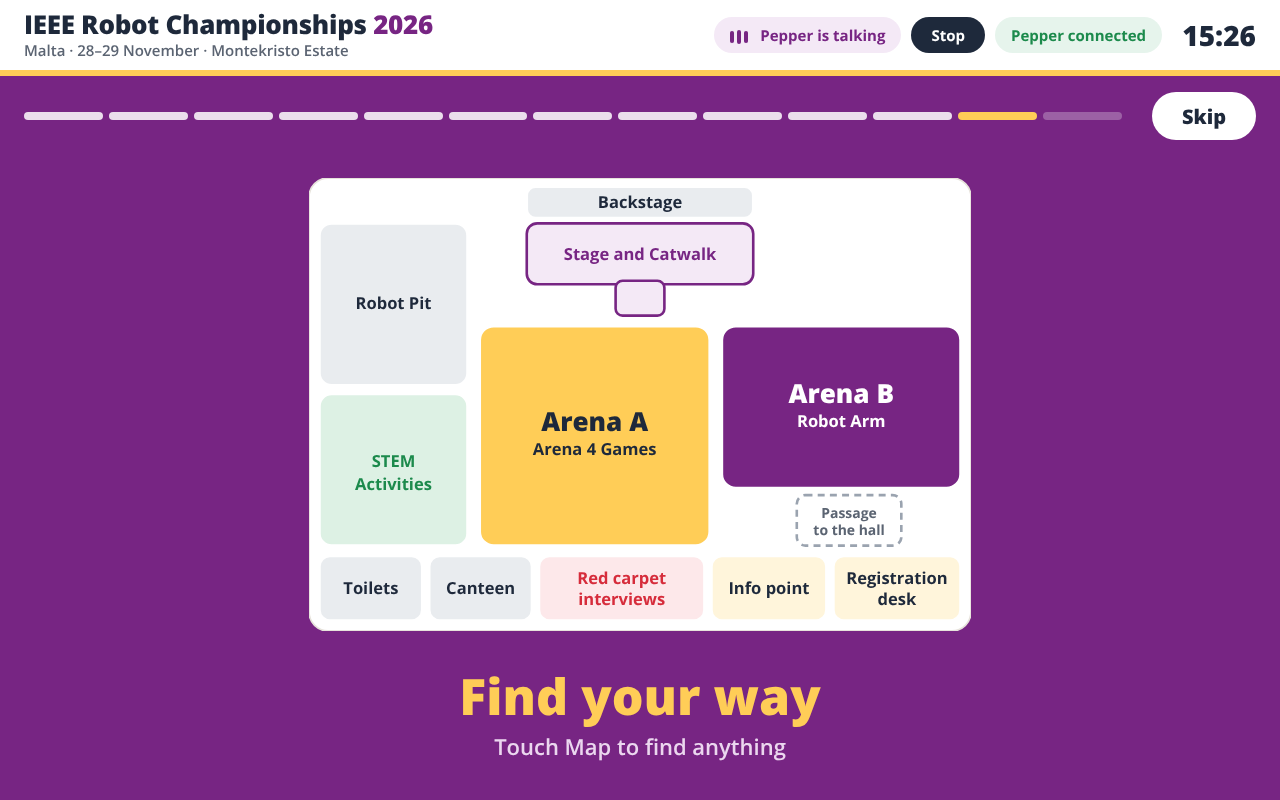 IEEE Robot Championships 2026
Malta · 28–29 November · Montekristo Estate
Pepper is talking
Stop
Pepper connected
15:26
Skip
Backstage
Stage and Catwalk
Robot Pit
STEM
Activities
Arena A
Arena 4 Games
Arena B
Robot Arm
Passage
to the hall
Toilets
Canteen
Red carpet
interviews
Info point
Registration
desk
Find your way
Touch Map to find anything